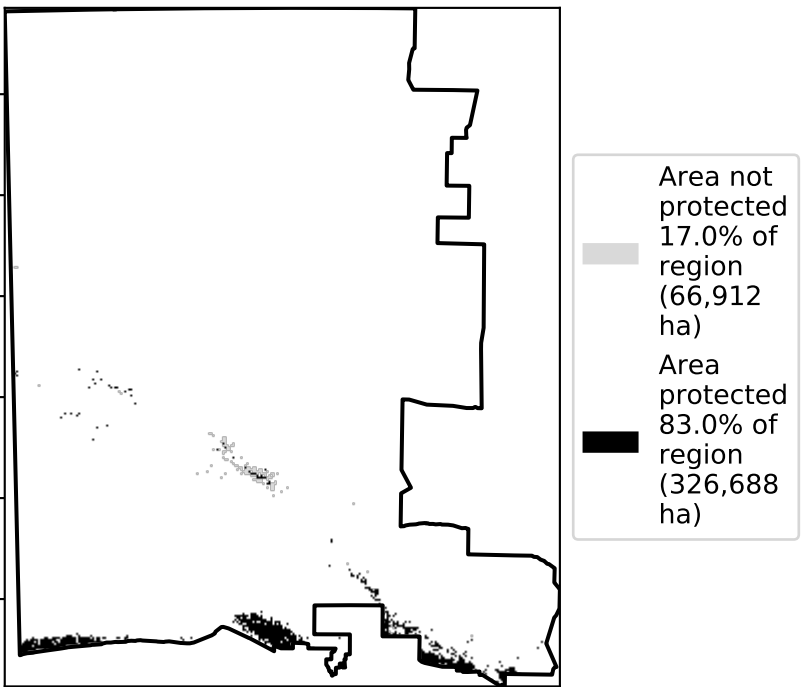 Area not
protected
17.0% of
region
(66,912
ha)
Area
protected
83.0% of
region
(326,688
ha)